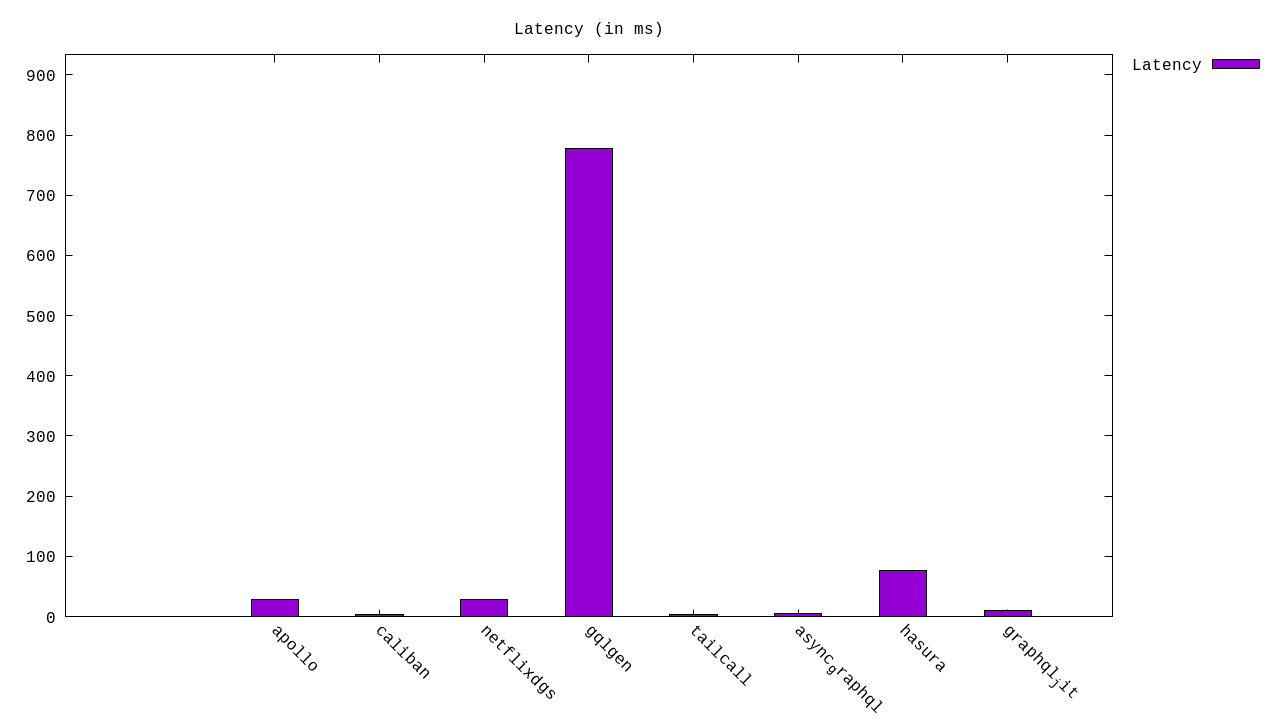 Latency (in ms)
Latency
900
800
700
600
500
400
300
200
100
0
apollo
caliban
netflixdgs
gqlgen
tailcall
async_graphql
hasura
graphql_jit